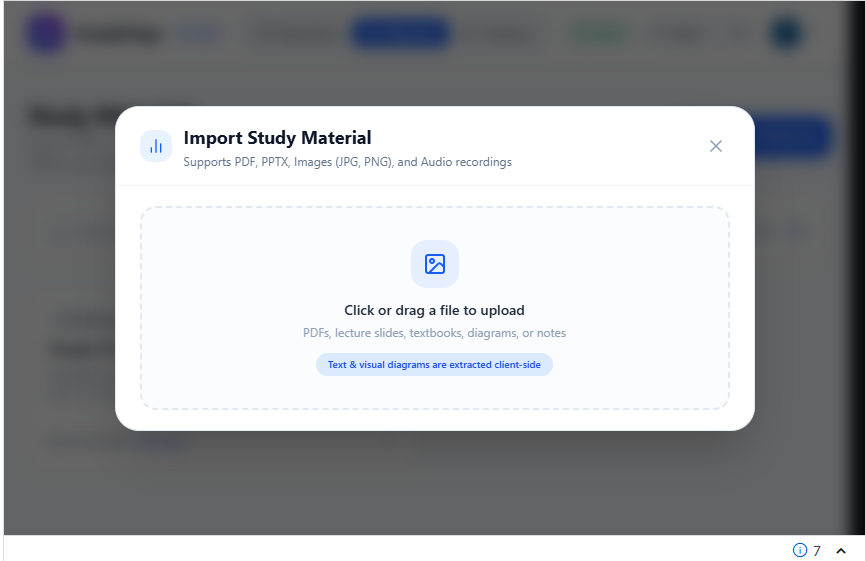 Import Study Material
Supports PDF, PPTX, Images (JPG, PNG), and Audio recordings
Click or drag a file to upload
PDFs, lecture slides, textbooks, diagrams, or notes
Text & visual diagrams are extracted client-side
7